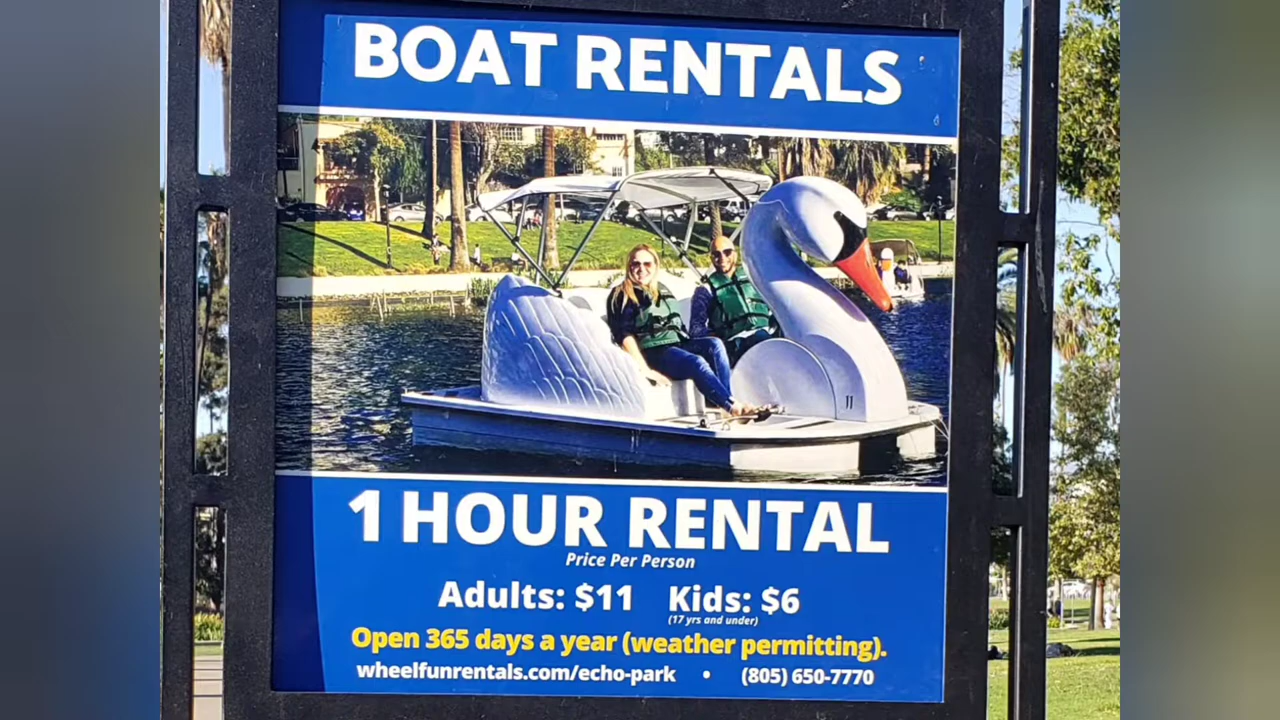 BOAT RENTALS
11
1 HOUR RENTAL
Price Per Person
Adults: $11 Kids: $6
(17 yrs and under)
Open 365 days a year (weather permitting).
wheelfunrentals.com/echo-park • (805) 650-7770